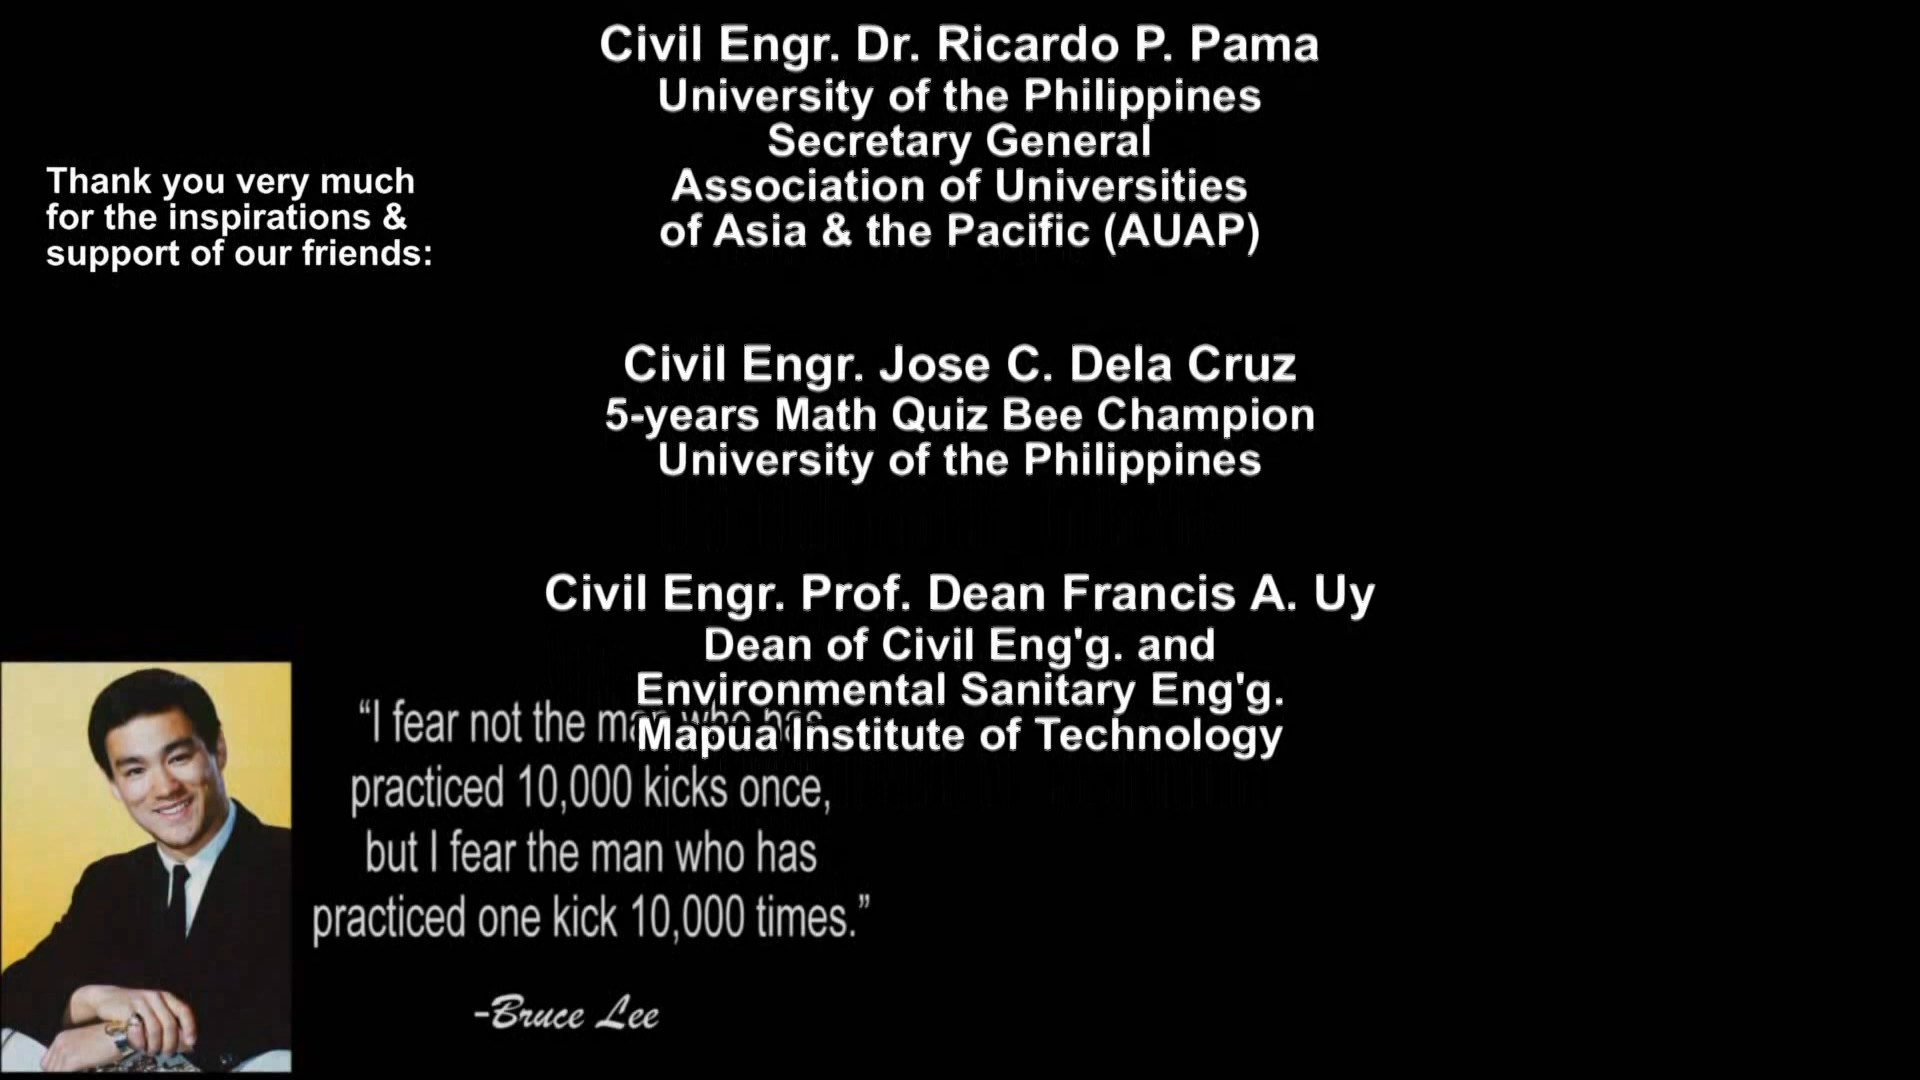 Civil Engr. Dr. Ricardo P. Pama
University of the Philippines
Secretary General
Association of Universities
of Asia & the Pacific (AUAP)
Thank you very much
for the inspirations &
support of our friends:
Civil Engr. Jose C. Dela Cruz
5-years Math Quiz Bee Champion
University of the Philippines
Civil Engr. Prof. Dean Francis A. Uy
Dean of Civil Eng'g. and
Environmental Sanitary Eng'g.
Mapua Institute of Technology
“I fear not the man who has
practiced 10,000 kicks once,
but I fear the man who has
practiced one kick 10,000 times.”
-Bruce Lee